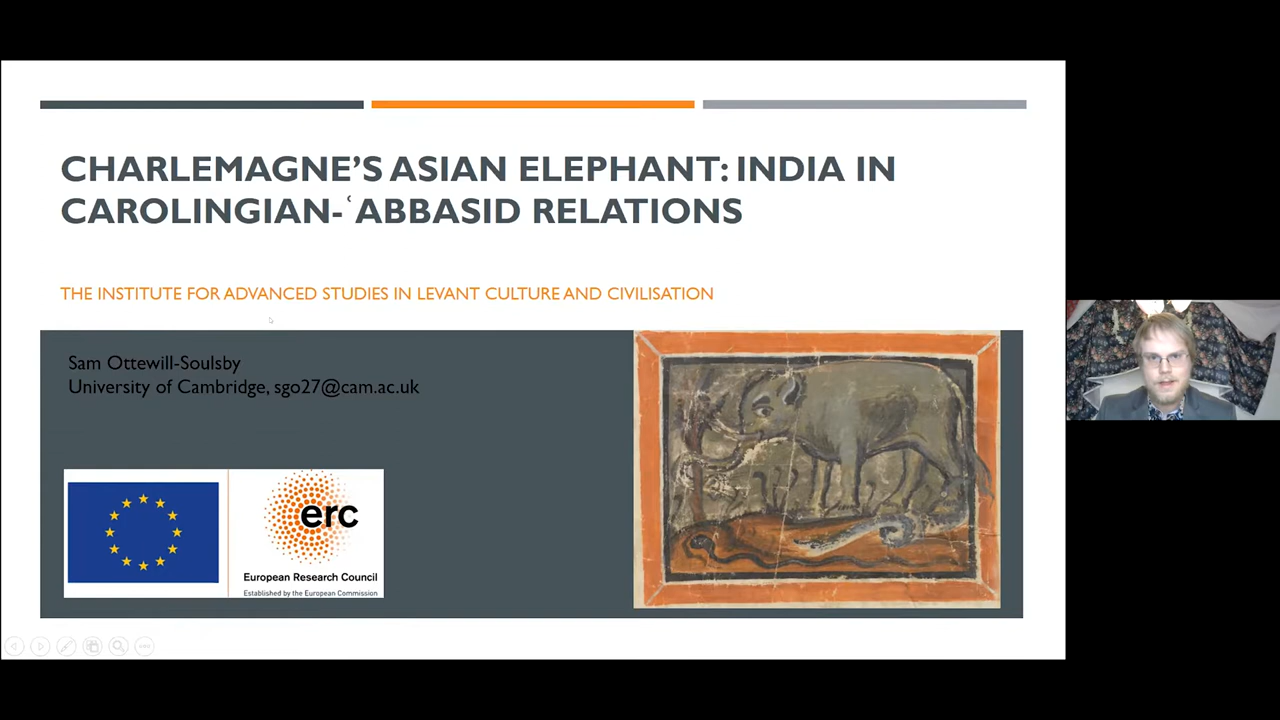 CHARLEMAGNE’S ASIAN ELEPHANT: INDIA IN
CAROLINGIAN-ʿABBASID RELATIONS
THE INSTITUTE FOR ADVANCED STUDIES IN LEVANT CULTURE AND CIVILISATION
Sam Ottewill-Soulsby
University of Cambridge, sgo27@cam.ac.uk
erc
European Research Council
Established by the European Commission